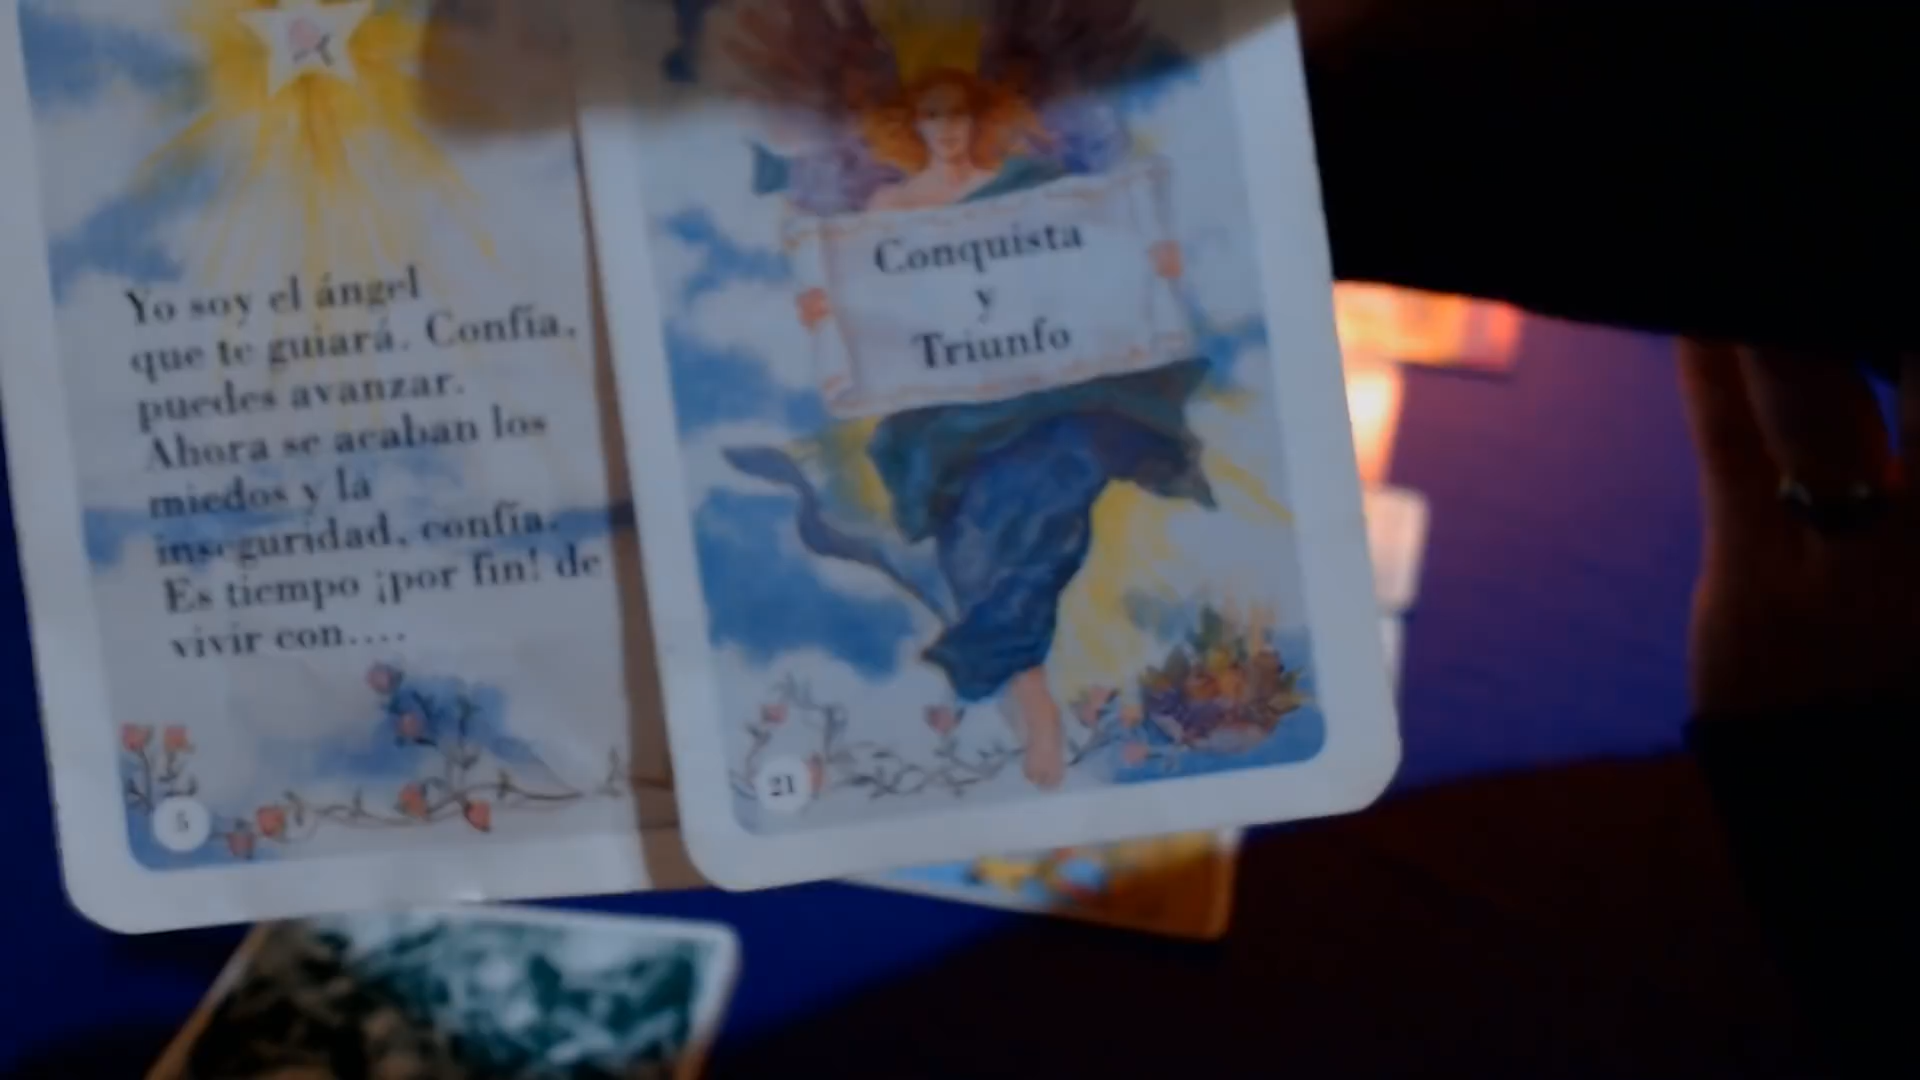 Yo soy el ángel
que te guiará. Confía,
puedes avanzar.
Ahora se acaban los
miedos y la
inseguridad, confía.
Es tiempo ¡por fin! de
vivir con....
5
Conquista
y
Triunfo
21